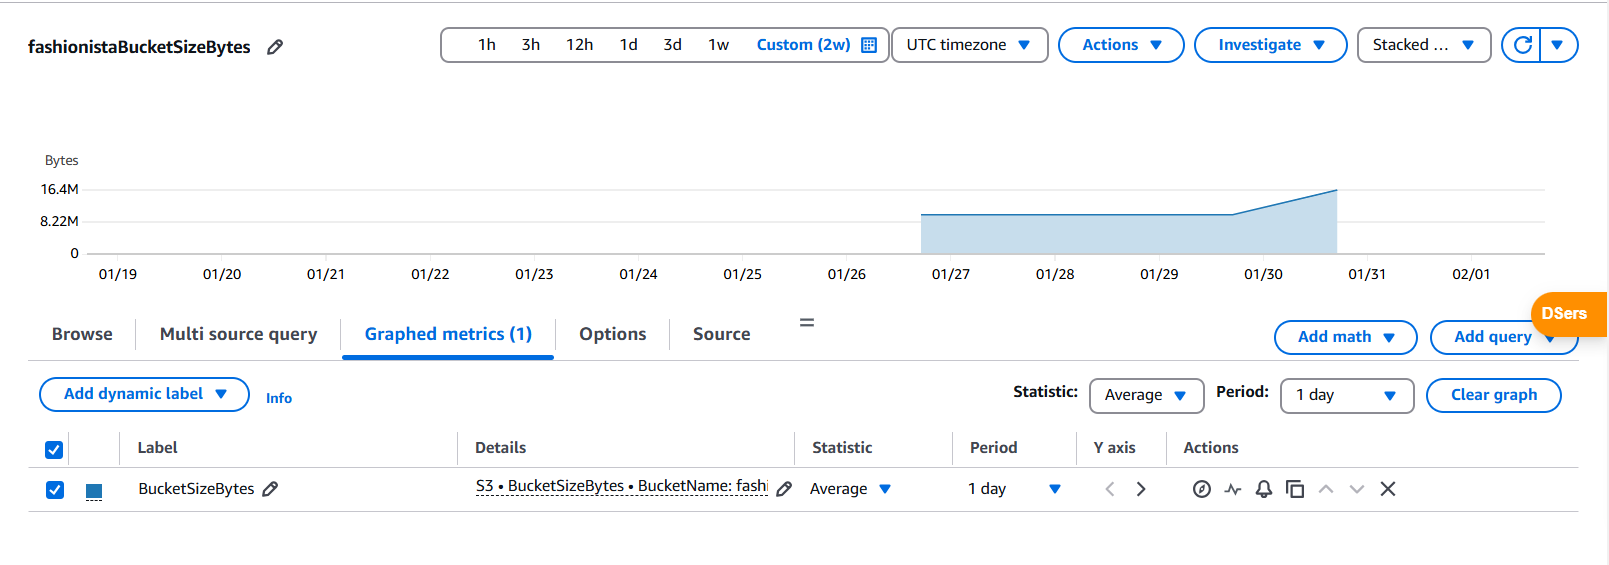 fashionistaBucketSizeBytes
1h 3h 12h 1d 3d 1w Custom (2w) UTC timezone Actions Investigate Stacked ...
Bytes
16.4M
8.22M
0
01/19 01/20 01/21 01/22 01/23 01/24 01/25 01/26 01/27 01/28 01/29 01/30 01/31 02/01
DSers
Browse Multi source query Graphed metrics (1) Options Source Add math Add query
Add dynamic label Info Statistic: Average Period: 1 day Clear graph
Label Details Statistic Period Y axis Actions
BucketSizeBytes S3 • BucketSizeBytes • BucketName: fashi Average 1 day